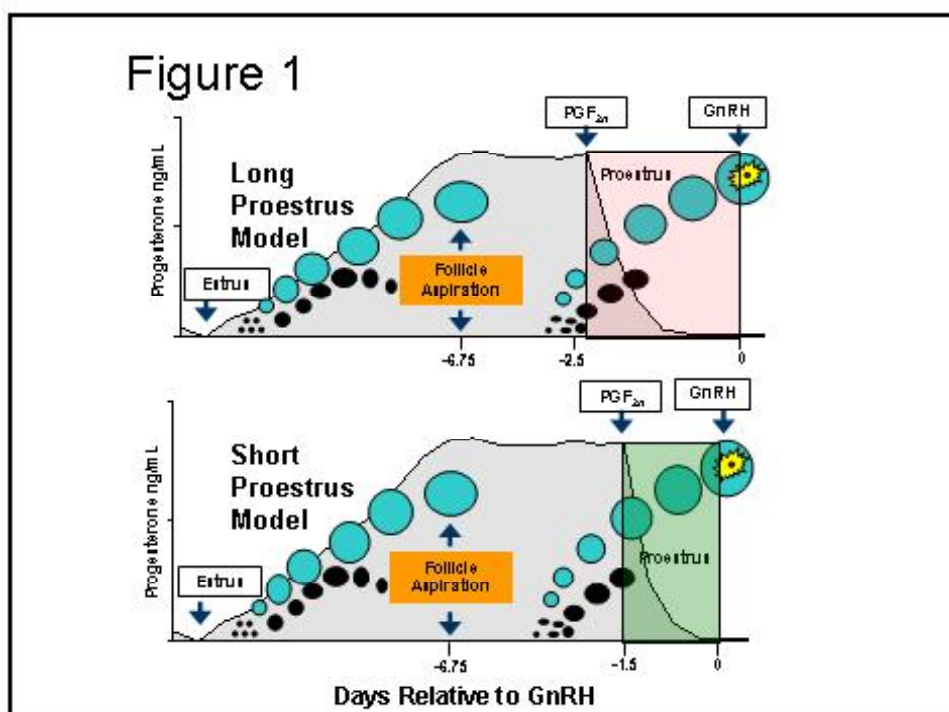 Figure 1
PGF2α
GnRH
Long
Proestrus
Model
Proestrus
Progesterone ng/mL
Estrus
Follicle
Aspiration
-6.75
-2.5
0
PGF2α
GnRH
Short
Proestrus
Model
Progesterone ng/mL
Proestrus
Estrus
Follicle
Aspiration
-6.75
-1.5
0
Days Relative to GnRH